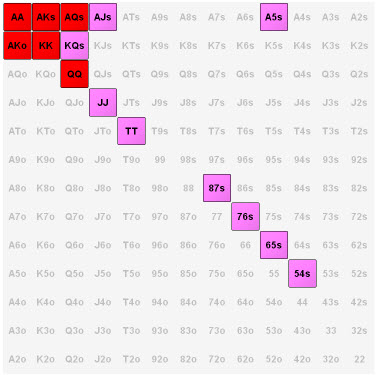 AA AKs AQs AJs ATs A9s A8s A7s A6s A5s A4s A3s A2s
AKo KK KQs KJs KTs K9s K8s K7s K6s K5s K4s K3s K2s
AQo KQo QQ QJs QTs Q9s Q8s Q7s Q6s Q5s Q4s Q3s Q2s
AJo KJo QJo JJ JTs J9s J8s J7s J6s J5s J4s J3s J2s
ATo KTo QTo JTo TT T9s T8s T7s T6s T5s T4s T3s T2s
A9o K9o Q9o J9o T9o 99 98s 97s 96s 95s 94s 93s 92s
A8o K8o Q8o J8o T8o 98o 88 87s 86s 85s 84s 83s 82s
A7o K7o Q7o J7o T7o 97o 87o 77 76s 75s 74s 73s 72s
A6o K6o Q6o J6o T6o 96o 86o 76o 66 65s 64s 63s 62s
A5o K5o Q5o J5o T5o 95o 85o 75o 65o 55 54s 53s 52s
A4o K4o Q4o J4o T4o 94o 84o 74o 64o 54o 44 43s 42s
A3o K3o Q3o J3o T3o 93o 83o 73o 63o 53o 43o 33 32s
A2o K2o Q2o J2o T2o 92o 82o 72o 62o 52o 42o 32o 22